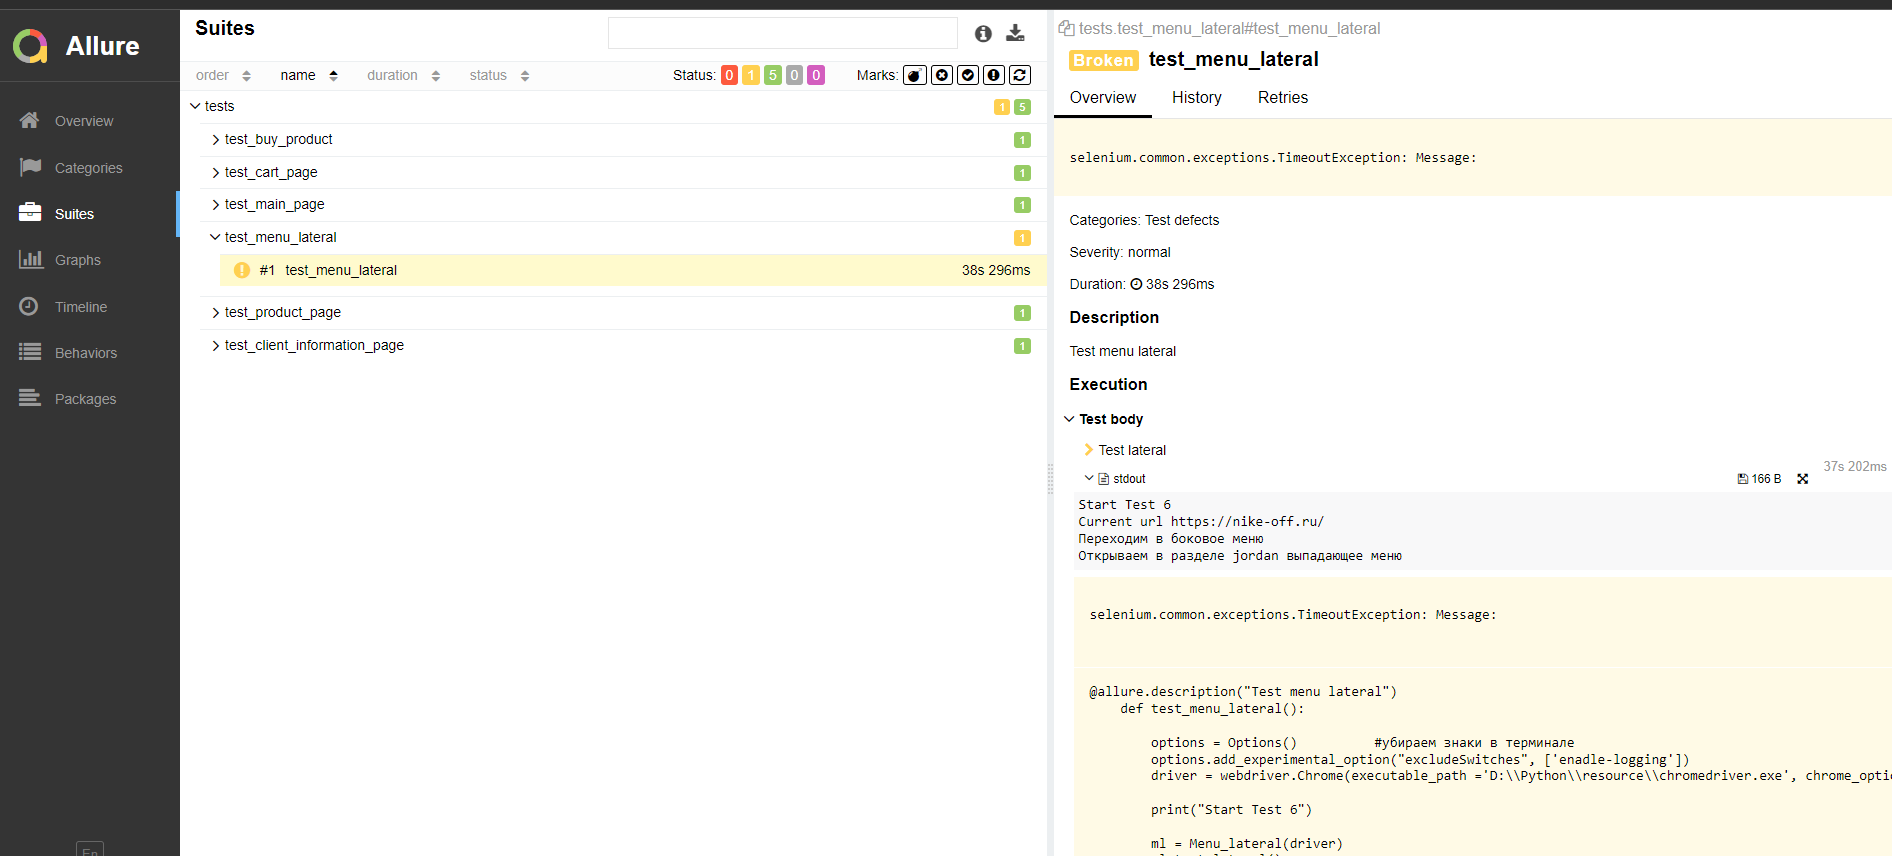 Allure
Overview
Categories
Suites
Graphs
Timeline
Behaviors
Packages
En
Suites
order name duration status Status: 0 1 5 0 0 Marks:
tests 1 5
test_buy_product 1
test_cart_page 1
test_main_page 1
test_menu_lateral 1
#1 test_menu_lateral 38s 296ms
test_product_page 1
test_client_information_page 1
tests.test_menu_lateral#test_menu_lateral
Broken test_menu_lateral
Overview History Retries
selenium.common.exceptions.TimeoutException: Message:
Categories: Test defects
Severity: normal
Duration: 38s 296ms
Description
Test menu lateral
Execution
Test body
Test lateral
37s 202ms
stdout 166 B
Start Test 6
Current url https://nike-off.ru/
Переходим в боковое меню
Открываем в разделе jordan выпадающее меню
selenium.common.exceptions.TimeoutException: Message:
@allure.description("Test menu lateral")
def test_menu_lateral():
options = Options() #убираем знаки в терминале
options.add_experimental_option("excludeSwitches", ['enadle-logging'])
driver = webdriver.Chrome(executable_path ='D:\\Python\\resource\\chromedriver.exe', chrome_optio
print("Start Test 6")
ml = Menu_lateral(driver)